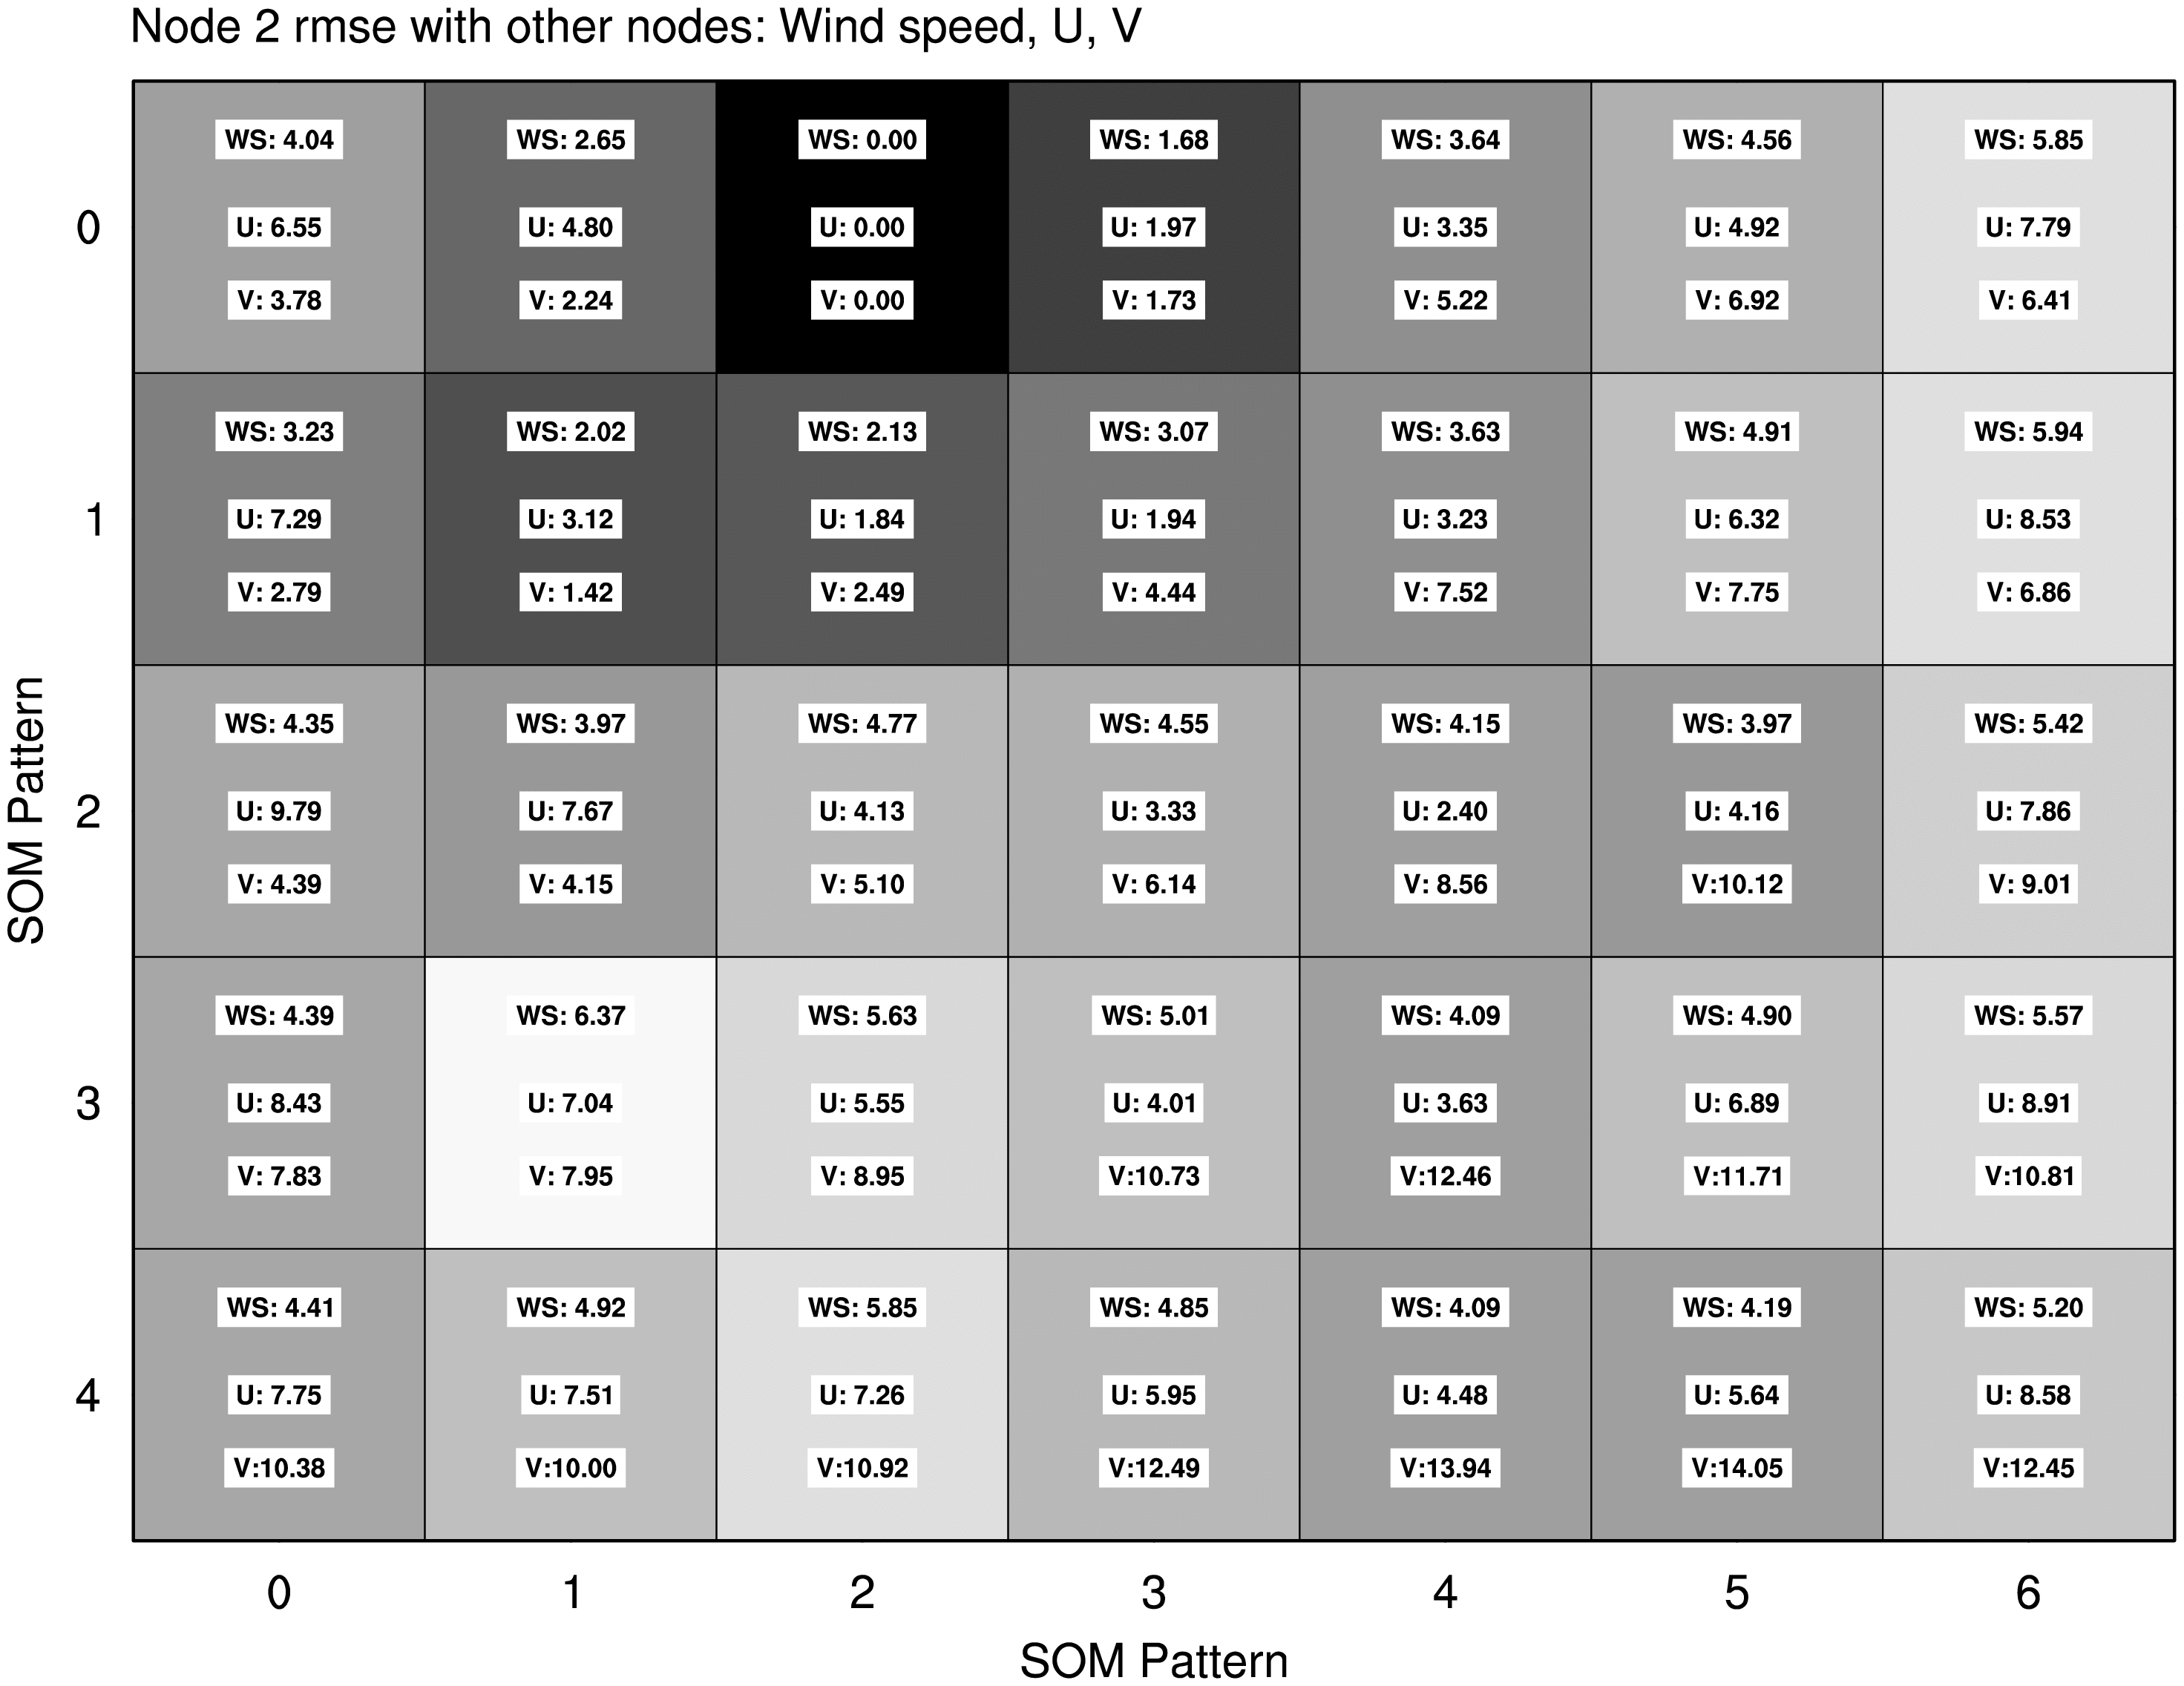 Node 2 rmse with other nodes: Wind speed, U, V
WS: 4.04 WS: 2.65 WS: 0.00 WS: 1.68 WS: 3.64 WS: 4.56 WS: 5.85
0 U: 6.55 U: 4.80 U: 0.00 U: 1.97 U: 3.35 U: 4.92 U: 7.79
V: 3.78 V: 2.24 V: 0.00 V: 1.73 V: 5.22 V: 6.92 V: 6.41
WS: 3.23 WS: 2.02 WS: 2.13 WS: 3.07 WS: 3.63 WS: 4.91 WS: 5.94
1 U: 7.29 U: 3.12 U: 1.84 U: 1.94 U: 3.23 U: 6.32 U: 8.53
V: 2.79 V: 1.42 V: 2.49 V: 4.44 V: 7.52 V: 7.75 V: 6.86
SOM Pattern
WS: 4.35 WS: 3.97 WS: 4.77 WS: 4.55 WS: 4.15 WS: 3.97 WS: 5.42
2 U: 9.79 U: 7.67 U: 4.13 U: 3.33 U: 2.40 U: 4.16 U: 7.86
V: 4.39 V: 4.15 V: 5.10 V: 6.14 V: 8.56 V:10.12 V: 9.01
WS: 4.39 WS: 6.37 WS: 5.63 WS: 5.01 WS: 4.09 WS: 4.90 WS: 5.57
3 U: 8.43 U: 7.04 U: 5.55 U: 4.01 U: 3.63 U: 6.89 U: 8.91
V: 7.83 V: 7.95 V: 8.95 V:10.73 V:12.46 V:11.71 V:10.81
WS: 4.41 WS: 4.92 WS: 5.85 WS: 4.85 WS: 4.09 WS: 4.19 WS: 5.20
4 U: 7.75 U: 7.51 U: 7.26 U: 5.95 U: 4.48 U: 5.64 U: 8.58
V:10.38 V:10.00 V:10.92 V:12.49 V:13.94 V:14.05 V:12.45
0 1 2 3 4 5 6
SOM Pattern